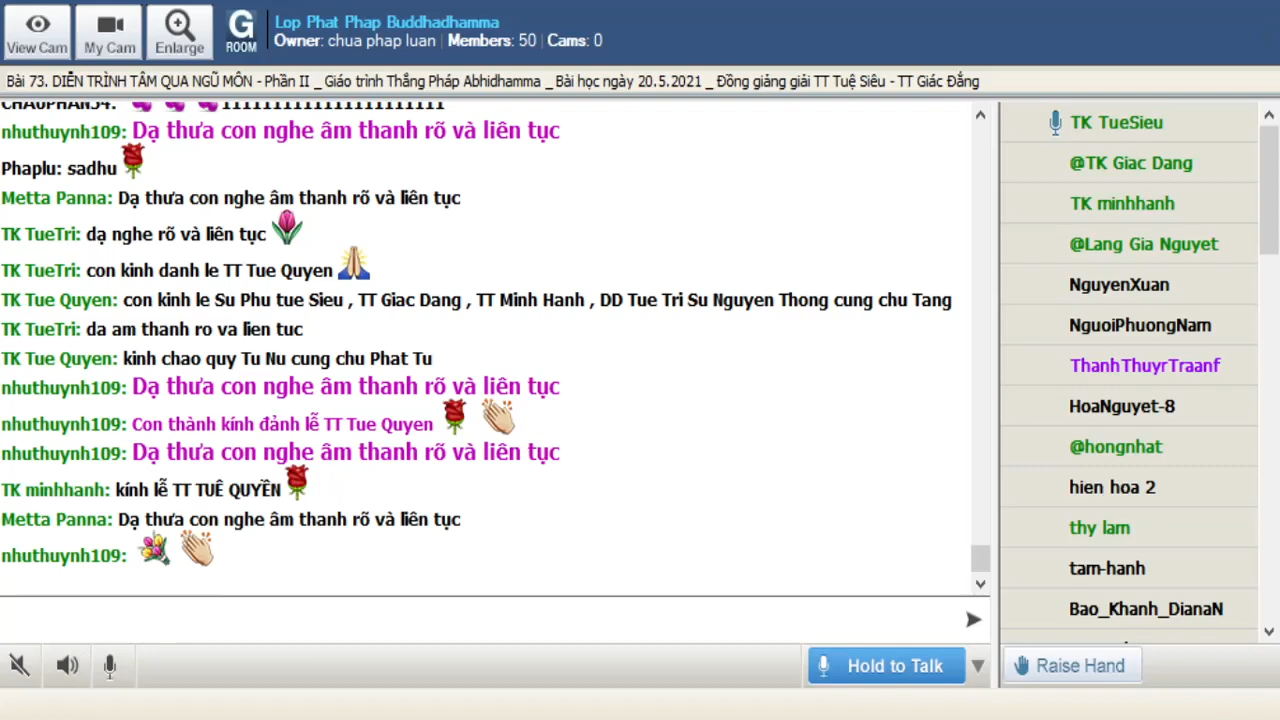 View Cam
My Cam
Enlarge
G
ROOM
Lop Phat Phap Buddhadhamma
Owner: chua phap luan | Members: 50 | Cams: 0
Bài 73. DIỄN TRÌNH TÂM QUA NGŨ MÔN - Phần II _ Giáo trình Thắng Pháp Abhidhamma _ Bài học ngày 20.5.2021 _ Đồng giảng giải TT Tuệ Siêu - TT Giác Đẳng
nhuthuynh109: Dạ thưa con nghe âm thanh rõ và liên tục
Phaplu: sadhu
Metta Panna: Dạ thưa con nghe âm thanh rõ và liên tục
TK TueTri: dạ nghe rõ và liên tục
TK TueTri: con kinh danh le TT Tue Quyen
TK Tue Quyen: con kinh le Su Phu tue Sieu , TT Giac Dang , TT Minh Hanh , DD Tue Tri Su Nguyen Thong cung chu Tang
TK TueTri: da am thanh ro va lien tuc
TK Tue Quyen: kinh chao quy Tu Nu cung chu Phat Tu
nhuthuynh109: Dạ thưa con nghe âm thanh rõ và liên tục
nhuthuynh109: Con thành kính đảnh lễ TT Tue Quyen
nhuthuynh109: Dạ thưa con nghe âm thanh rõ và liên tục
TK minhhanh: kính lễ TT TUÊ QUYỀN
Metta Panna: Dạ thưa con nghe âm thanh rõ và liên tục
nhuthuynh109:
TK TueSieu
@TK Giac Dang
TK minhhanh
@Lang Gia Nguyet
NguyenXuan
NguoiPhuongNam
ThanhThuyrTraanf
HoaNguyet-8
@hongnhat
hien hoa 2
thy lam
tam-hanh
Bao_Khanh_DianaN
Hold to Talk
Raise Hand